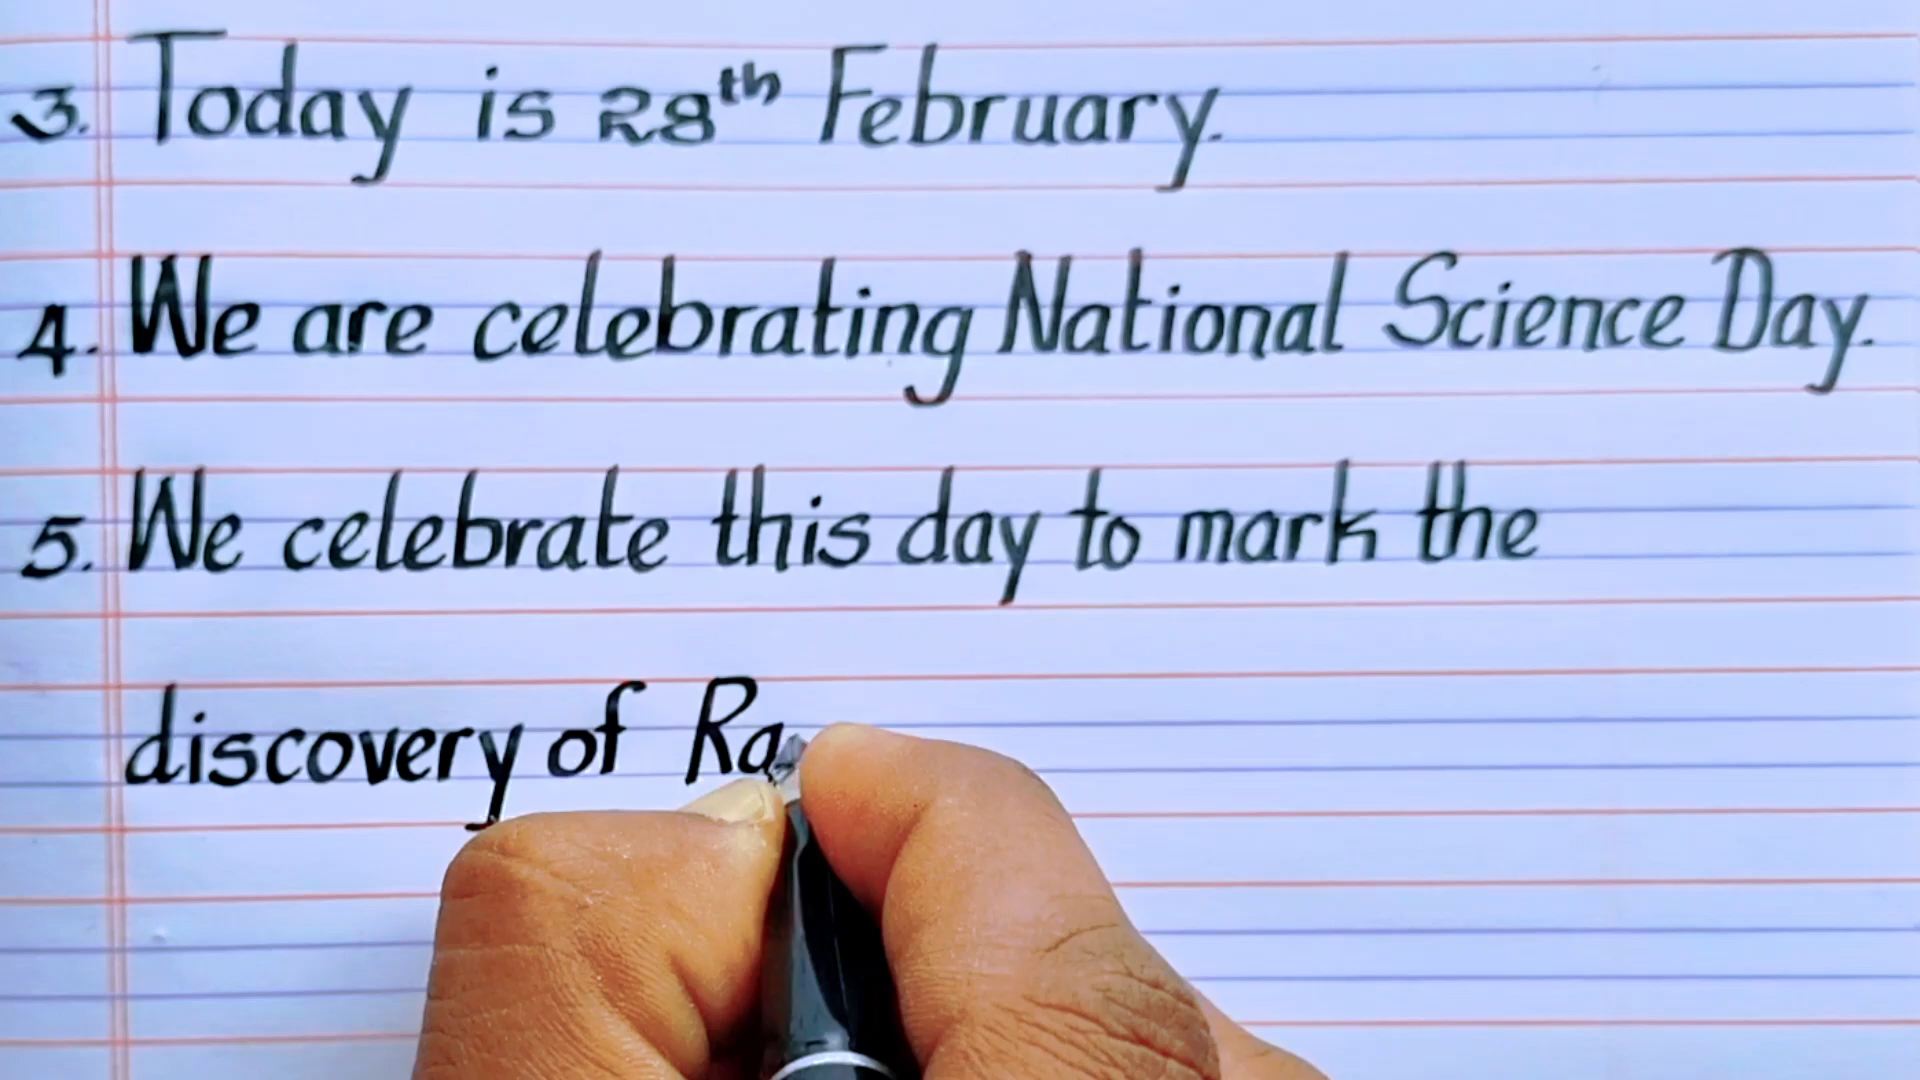 3. Today is 28th February.
4. We are celebrating National Science Day.
5. We celebrate this day to mark the
discovery of Ra